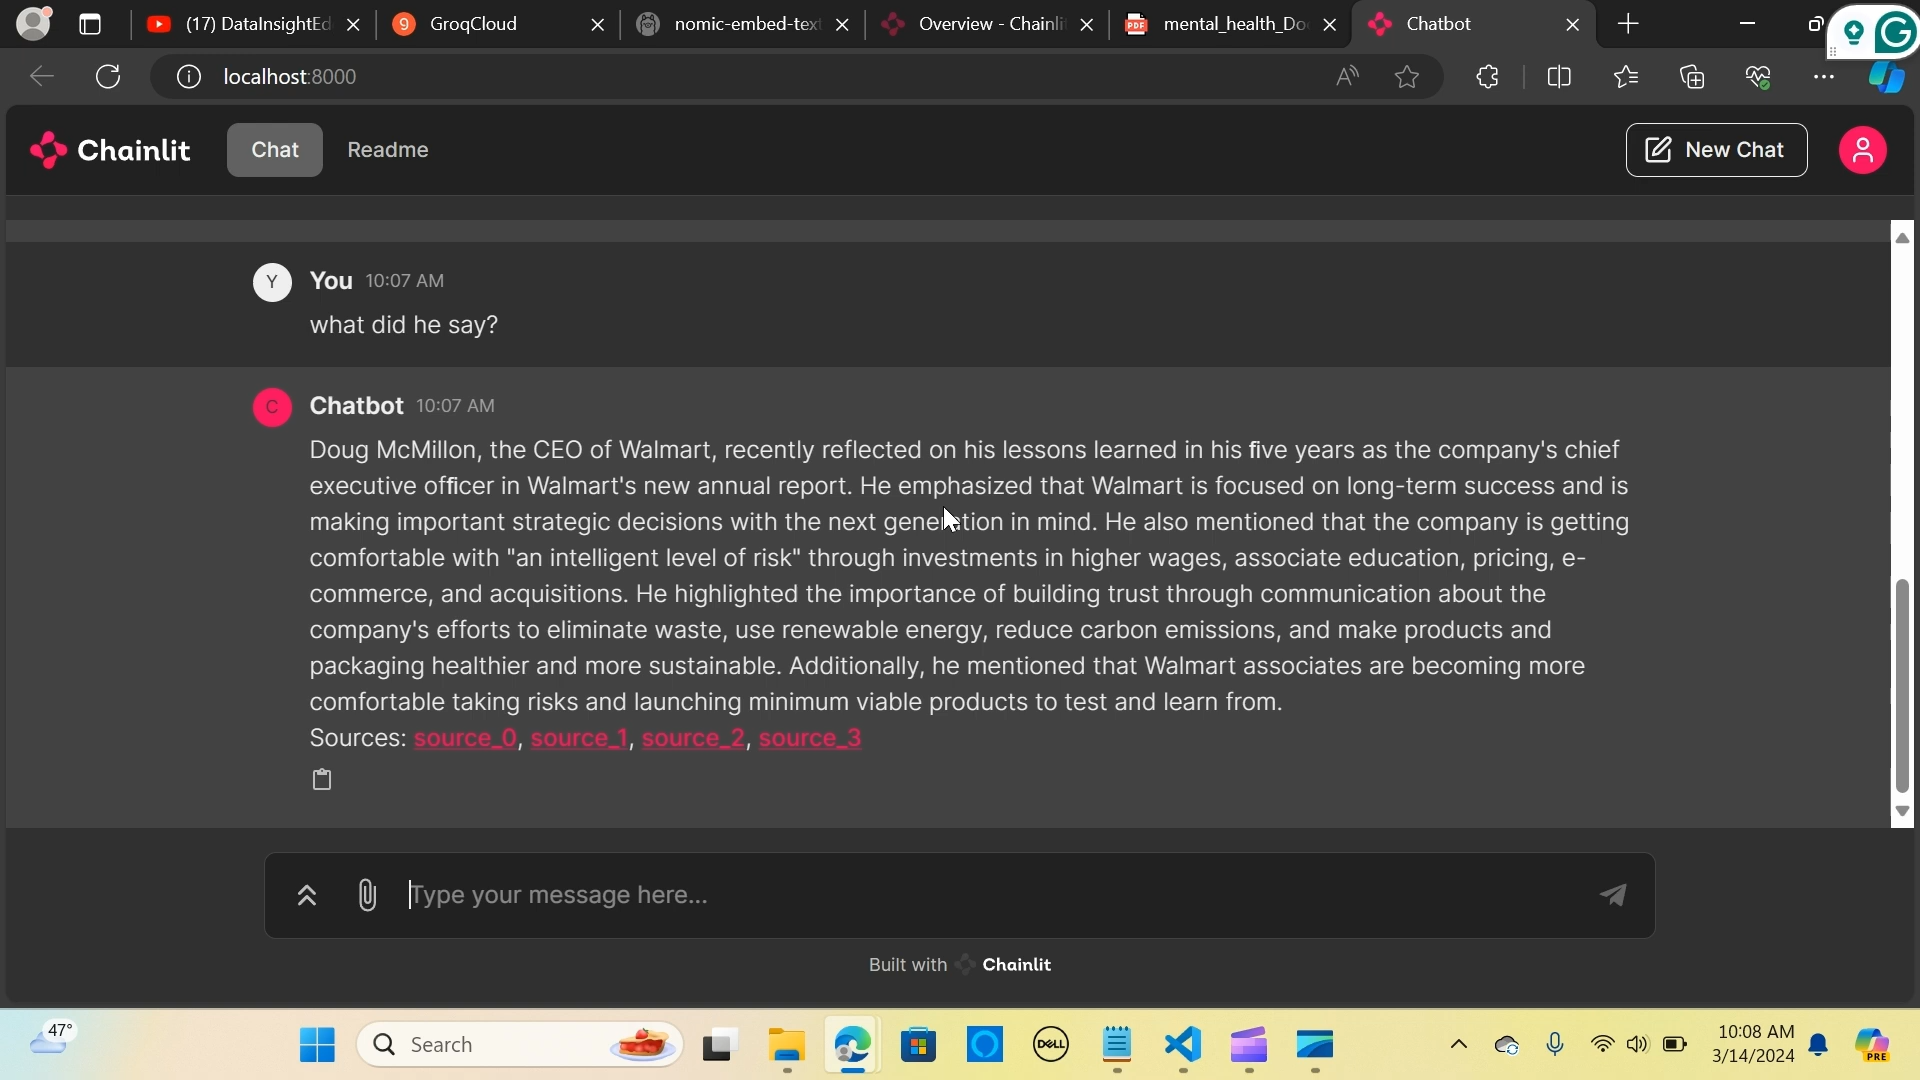 (17) DataInsightEd
GroqCloud
nomic-embed-text
Overview - Chainlit
PDF
mental_health_Do
Chatbot
localhost:8000
Chainlit
Chat
Readme
New Chat
Y
You 10:07 AM
what did he say?
C
Chatbot 10:07 AM
Doug McMillon, the CEO of Walmart, recently reflected on his lessons learned in his five years as the company's chief
executive officer in Walmart's new annual report. He emphasized that Walmart is focused on long-term success and is
making important strategic decisions with the next generation in mind. He also mentioned that the company is getting
comfortable with "an intelligent level of risk" through investments in higher wages, associate education, pricing, e-
commerce, and acquisitions. He highlighted the importance of building trust through communication about the
company's efforts to eliminate waste, use renewable energy, reduce carbon emissions, and make products and
packaging healthier and more sustainable. Additionally, he mentioned that Walmart associates are becoming more
comfortable taking risks and launching minimum viable products to test and learn from.
Sources: source_0, source_1, source_2, source_3
Type your message here...
Built with Chainlit
47°
Search
DELL
10:08 AM
3/14/2024
PRE